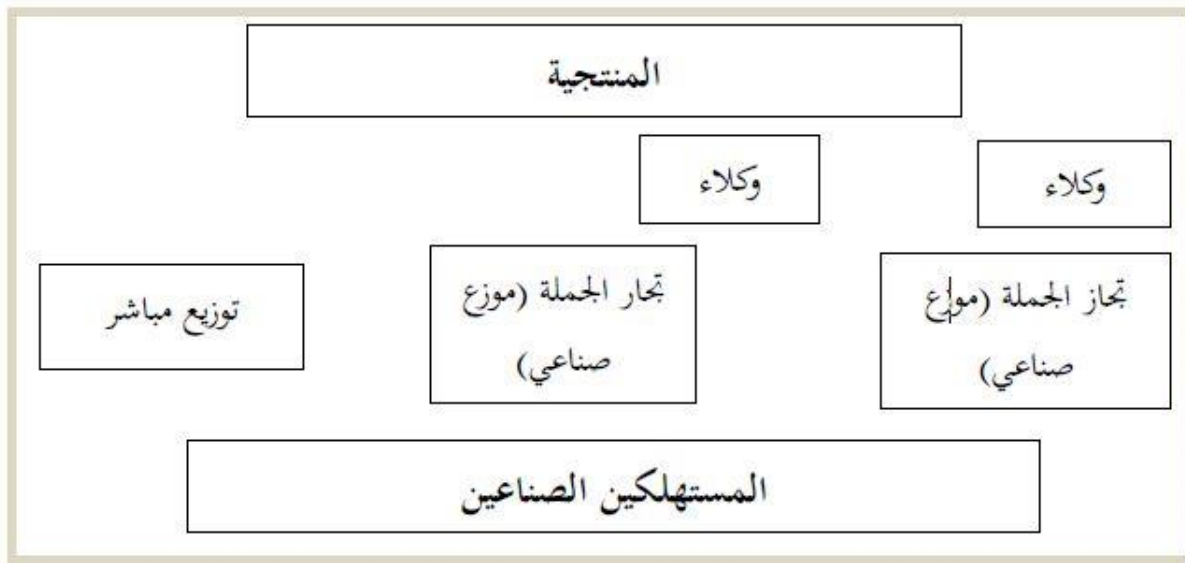 المنتجية
وكلاء
وكلاء
تجاز الجملة (موزع
صناعي)
تجار الجملة (موزع
صناعي)
توزيع مباشر
المستهلكين الصناعين